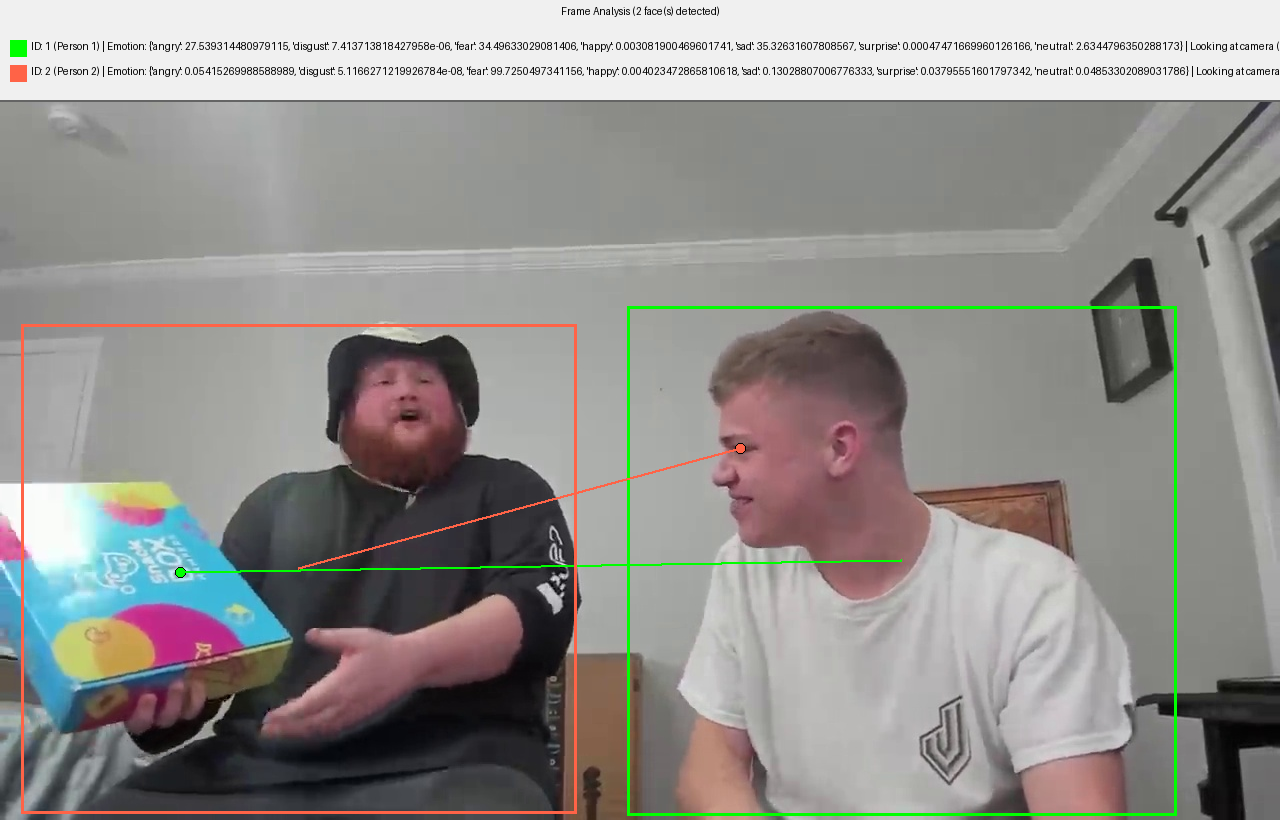 Frame Analysis (2 face(s) detected)
ID: 1 (Person 1) | Emotion: {'angry': 27.539314480979115, 'disgust': 7.413713818427958e-06, 'fear': 34.49633029081406, 'happy': 0.003081900469601741, 'sad': 35.32631607808567, 'surprise': 0.00047471669960126166, 'neutral': 2.6344796350288173} | Looking at camera (
ID: 2 (Person 2) | Emotion: {'angry': 0.05415269988588989, 'disgust': 5.1166271219926784e-08, 'fear': 99.7250497341156, 'happy': 0.004023472865810618, 'sad': 0.13028807006776333, 'surprise': 0.03795551601797342, 'neutral': 0.04853302089031786} | Looking at camera
SNACK
BOX